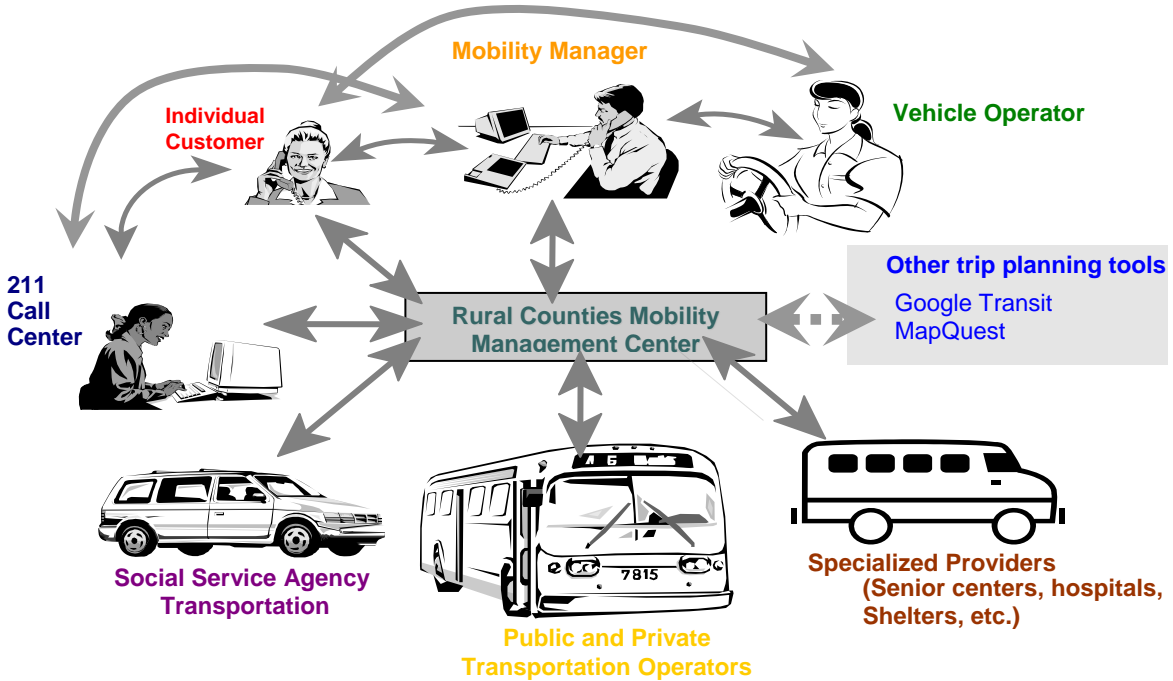 Mobility Manager
Individual
Customer
Vehicle Operator
211
Call
Center
Other trip planning tools
Google Transit
MapQuest
Rural Counties Mobility
Management Center
A 6
7815
Social Service Agency
Transportation
Public and Private
Transportation Operators
Specialized Providers
(Senior centers, hospitals,
Shelters, etc.)